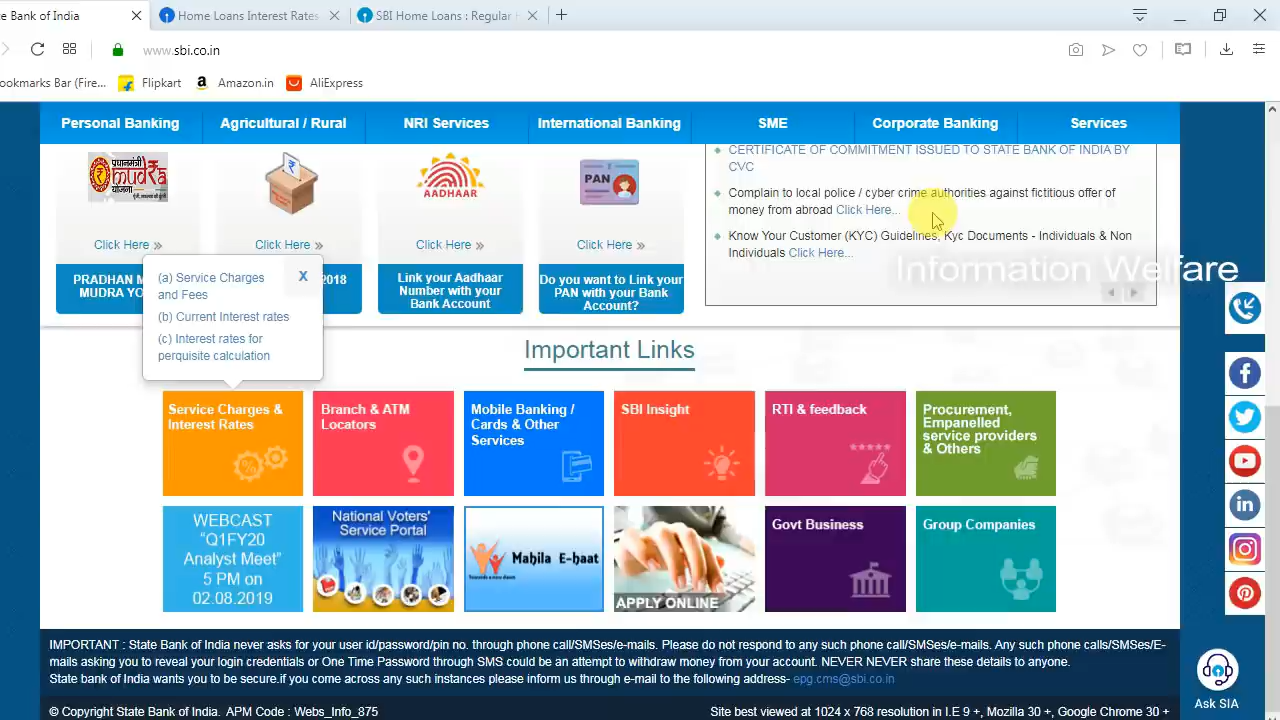 e Bank of India
Home Loans Interest Rates
SBI Home Loans : Regular
www.sbi.co.in
ookmarks Bar (Fire...
Flipkart
Amazon.in
AliExpress
Personal Banking
Agricultural / Rural
NRI Services
International Banking
SME
Corporate Banking
Services
CERTIFICATE OF COMMITMENT ISSUED TO STATE BANK OF INDIA BY
CVC
Complain to local police / cyber crime authorities against fictitious offer of
money from abroad Click Here...
Know Your Customer (KYC) Guidelines, Kyc Documents - Individuals & Non
Individuals Click Here...
Information Welfare
प्रधानमंत्री
mudra
योजना
AADHAAR
PAN
Click Here »
Click Here »
Click Here »
Click Here »
PRADHAN M
MUDRA YO
2018
Link your Aadhaar
Number with your
Bank Account
Do you want to Link your
PAN with your Bank
Account?
(a) Service Charges
and Fees
X
(b) Current Interest rates
(c) Interest rates for
perquisite calculation
Important Links
Service Charges &
Interest Rates
Branch & ATM
Locators
Mobile Banking /
Cards & Other
Services
SBI Insight
RTI & feedback
Procurement,
Empanelled
service providers
& Others
WEBCAST
"Q1FY20
Analyst Meet"
5 PM on
02.08.2019
National Voters'
Service Portal
Mahila E-haat
Towards a new dawn
APPLY ONLINE
Govt Business
Group Companies
IMPORTANT : State Bank of India never asks for your user id/password/pin no. through phone call/SMSes/e-mails. Please do not respond to any such phone call/SMSes/e-mails. Any such phone calls/SMSes/E-
mails asking you to reveal your login credentials or One Time Password through SMS could be an attempt to withdraw money from your account. NEVER NEVER share these details to anyone.
State bank of India wants you to be secure.if you come across any such instances please inform us through e-mail to the following address- epg.cms@sbi.co.in
© Copyright State Bank of India. APM Code : Webs_Info_875
Site best viewed at 1024 x 768 resolution in I.E 9 +, Mozilla 30 +, Google Chrome 30 +
Ask SIA